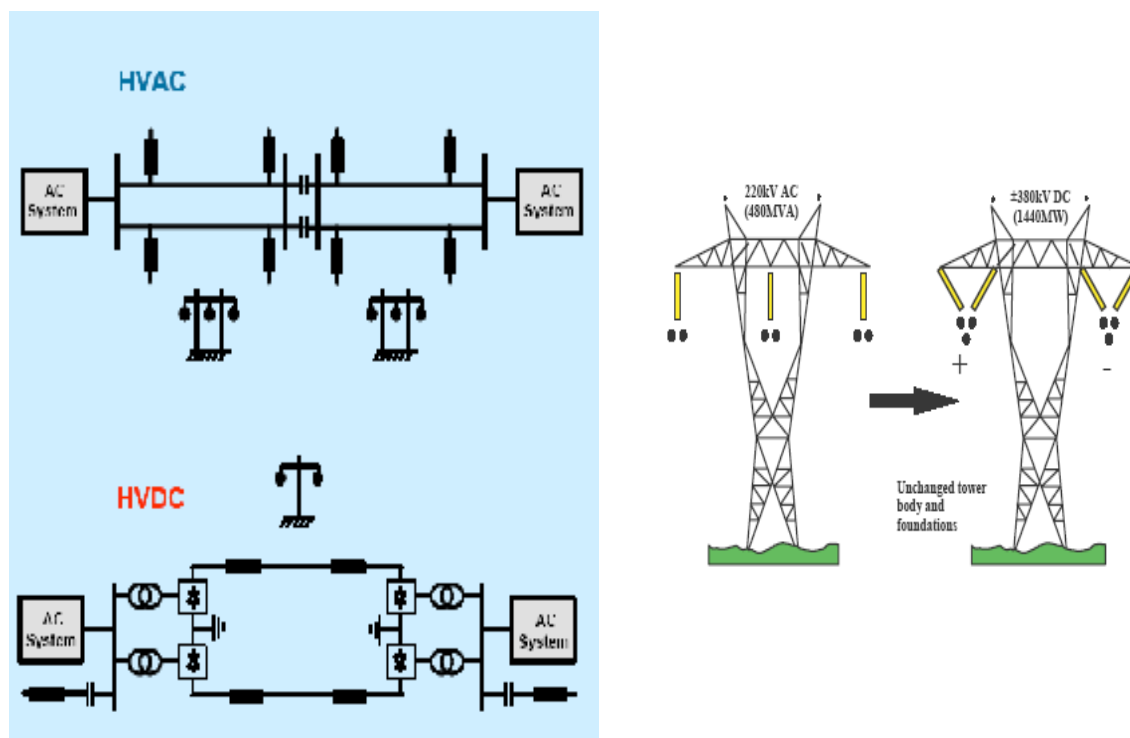 HVAC
AC
System
AC
System
HVDC
AC
System
AC
System
220kV AC
(480MVA)
±380kV DC
(1440MW)
+
-
Unchanged tower
body and
foundations